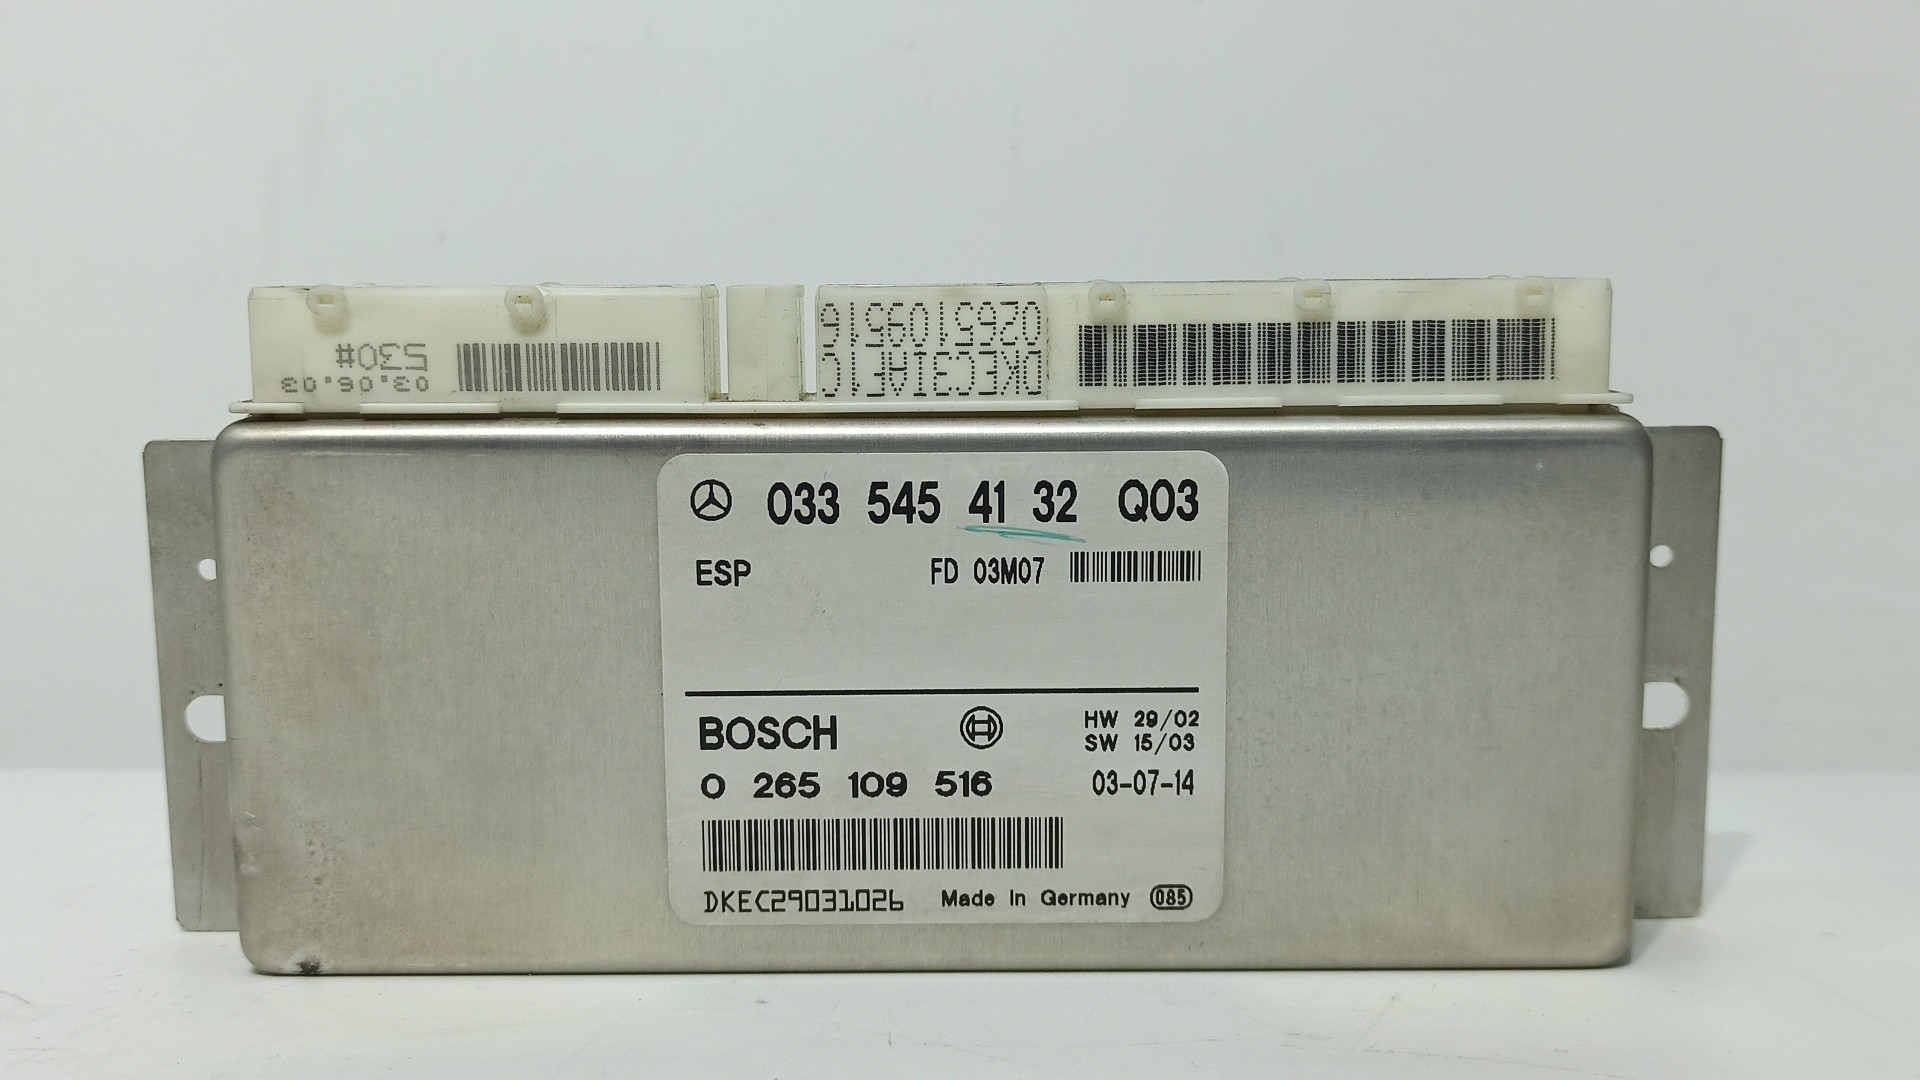 530#
03.06.03
0265109516
DKEC3IAE1C
033 545 41 32 Q03
ESP FD 03M07
BOSCH HW 29/02
SW 15/03
0 265 109 516 03-07-14
DKEC29031026 Made in Germany 085